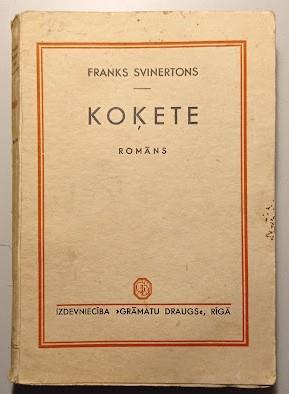 FRANKS SVINERTONS
KOĶETE
ROMĀNS
IZDEVNIECĪBA »GRĀMATU DRAUGS«, RĪGĀ